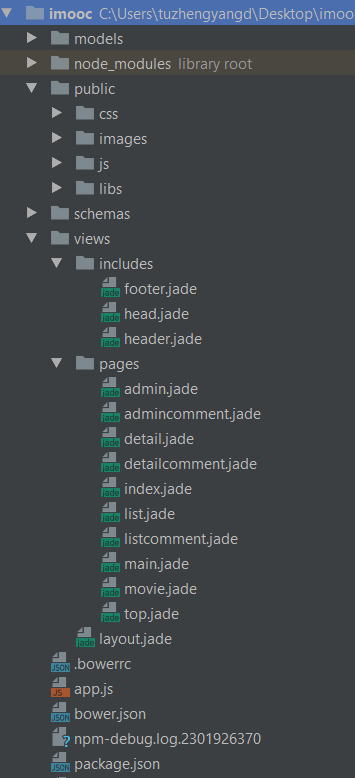 imooc C:\Users\tuzhengyangd\Desktop\imoo
models
node_modules library root
public
css
images
js
libs
schemas
views
includes
footer.jade
head.jade
header.jade
pages
admin.jade
admincomment.jade
detail.jade
detailcomment.jade
index.jade
list.jade
listcomment.jade
main.jade
movie.jade
top.jade
layout.jade
.bowerrc
app.js
bower.json
npm-debug.log.2301926370
package.json